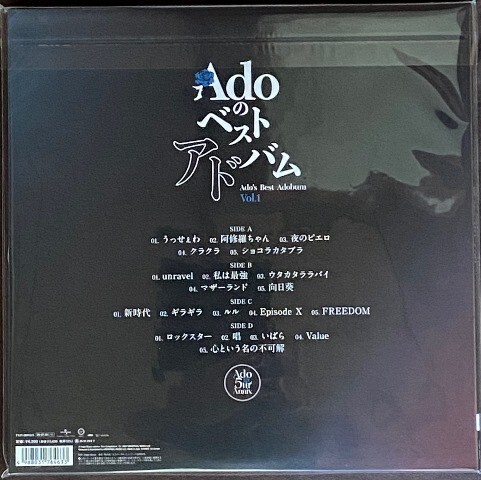 Adoの
ベスト
アドバム
Ado's Best Adobum
Vol.1
SIDE A
01. うっせぇわ 02. 阿修羅ちゃん 03. 夜のピエロ
04. クラクラ 05. ショコラカタブラ
SIDE B
01. unravel 02. 私は最強 03. ウタカタララバイ
04. マザーランド 05. 向日葵
SIDE C
01. 新時代 02. ギラギラ 03. ルル 04. Episode X 05. FREEDOM
SIDE D
01. ロックスター 02. 唱 03. いばら 04. Value
05. 心という名の不可解
Ado
5th
Anniv.